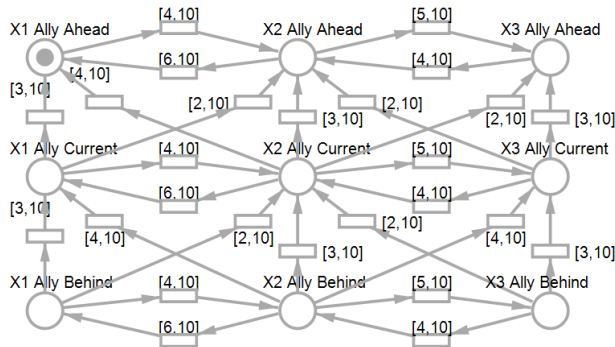 [4,10] [5,10]
X1 Ally Ahead X2 Ally Ahead X3 Ally Ahead
[6,10] [4,10]
[3,10] [4,10]
[2,10] [2,10]
[3,10] [2,10] [3,10]
X1 Ally Current X2 Ally Current X3 Ally Current
[4,10] [5,10]
[6,10] [4,10]
[3,10]
[4,10] [2,10] [2,10] [4,10]
[3,10] [3,10]
X1 Ally Behind X2 Ally Behind X3 Ally Behind
[4,10] [5,10]
[6,10] [4,10]